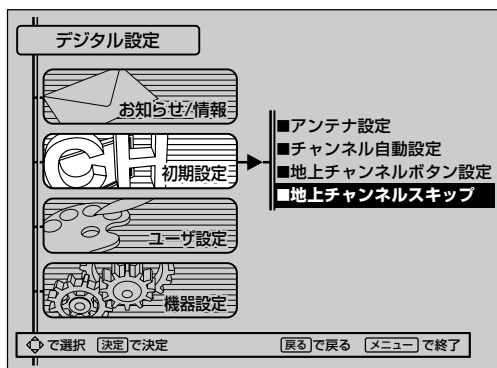 デジタル設定
お知らせ/情報
CH
初期設定
ユーザ設定
機器設定
■アンテナ設定
■チャンネル自動設定
■地上チャンネルボタン設定
■地上チャンネルスキップ
で選択 決定で決定 戻るで戻る メニューで終了